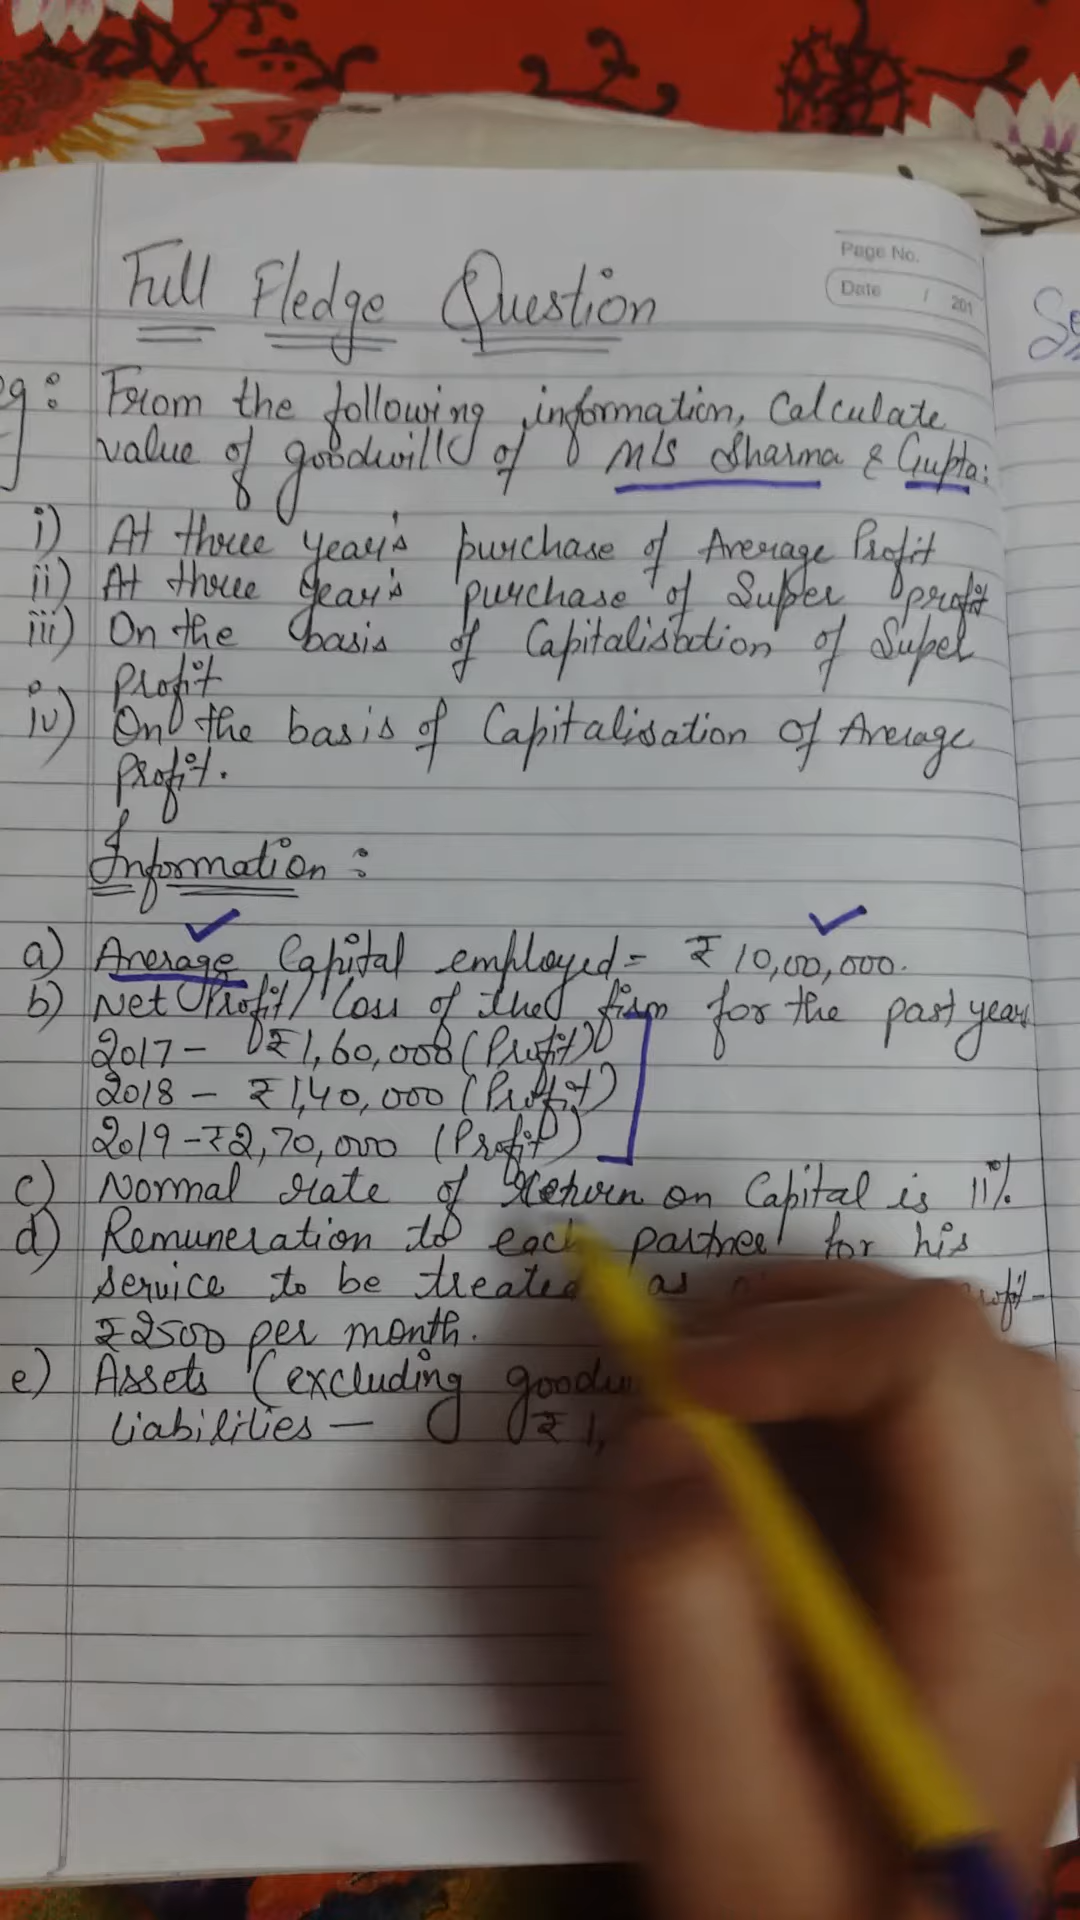 Page No.
Date / 201
Full Fledge Question
From the following information, Calculate
value of goodwill of M/S Sharma & Gupta:
i) At three year's purchase of Average Profit
ii) At three year's purchase of Super profit
iii) On the basis of Capitalisation of Super
Profit
iv) On the basis of Capitalisation of Average
Profit.
Information:
a) Average Capital employed = ₹ 10,00,000.
b) Net Profit/loss of the firm for the past year
2017 - ₹1,60,000 (Profit)
2018 - ₹1,40,000 (Profit)
2019 - ₹2,70,000 (Profit)
c) Normal rate of return on Capital is 11%
d) Remuneration to each partner for his
service to be treated as
₹2500 per month.
e) Assets (excluding
liabilities - ₹1,